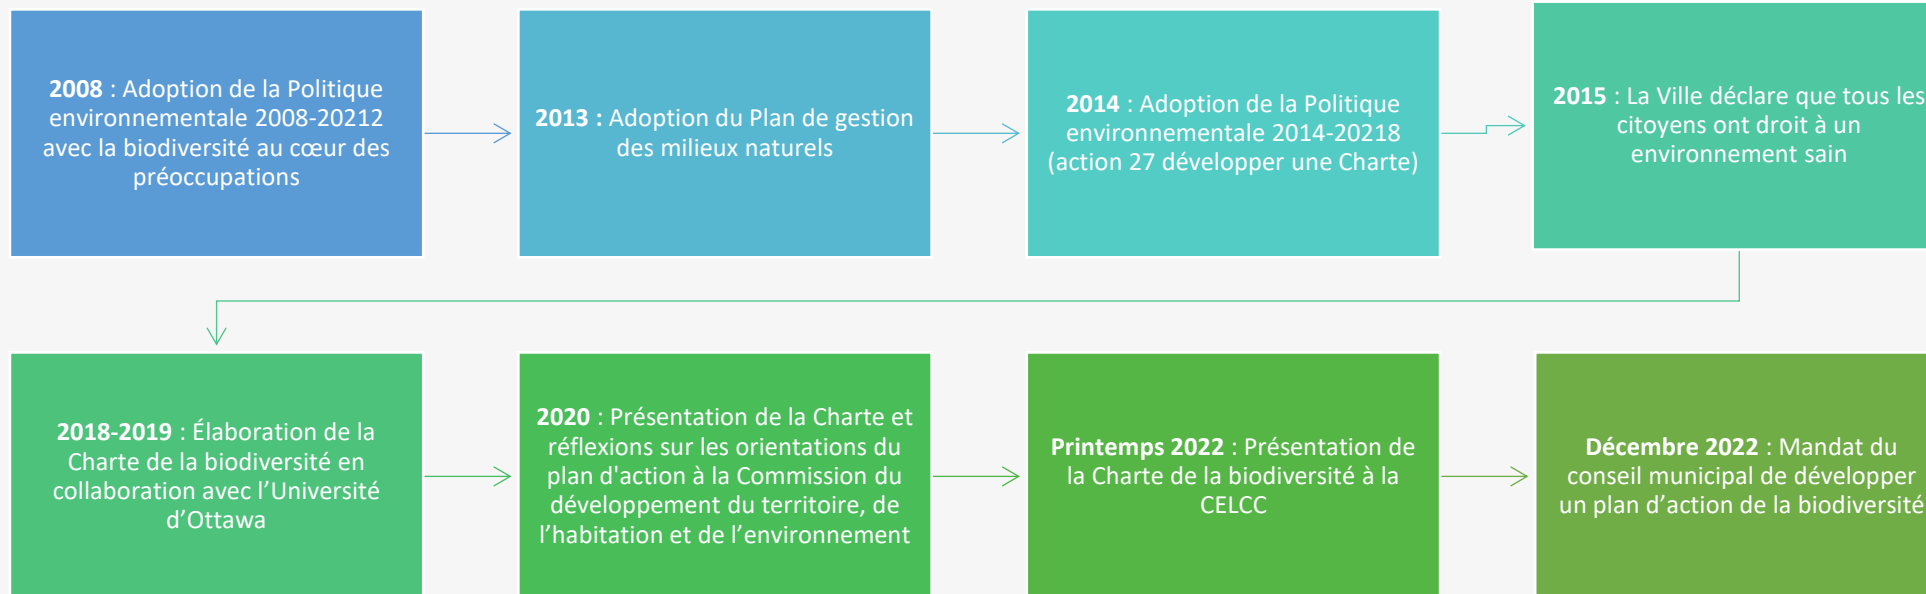 2008 : Adoption de la Politique
environnementale 2008-20212
avec la biodiversité au cœur des
préoccupations
2013 : Adoption du Plan de gestion
des milieux naturels
2014 : Adoption de la Politique
environnementale 2014-20218
(action 27 développer une Charte)
2015 : La Ville déclare que tous les
citoyens ont droit à un
environnement sain
2018-2019 : Élaboration de la
Charte de la biodiversité en
collaboration avec l’Université
d’Ottawa
2020 : Présentation de la Charte et
réflexions sur les orientations du
plan d'action à la Commission du
développement du territoire, de
l’habitation et de l’environnement
Printemps 2022 : Présentation de
la Charte de la biodiversité à la
CELCC
Décembre 2022 : Mandat du
conseil municipal de développer
un plan d’action de la biodiversité